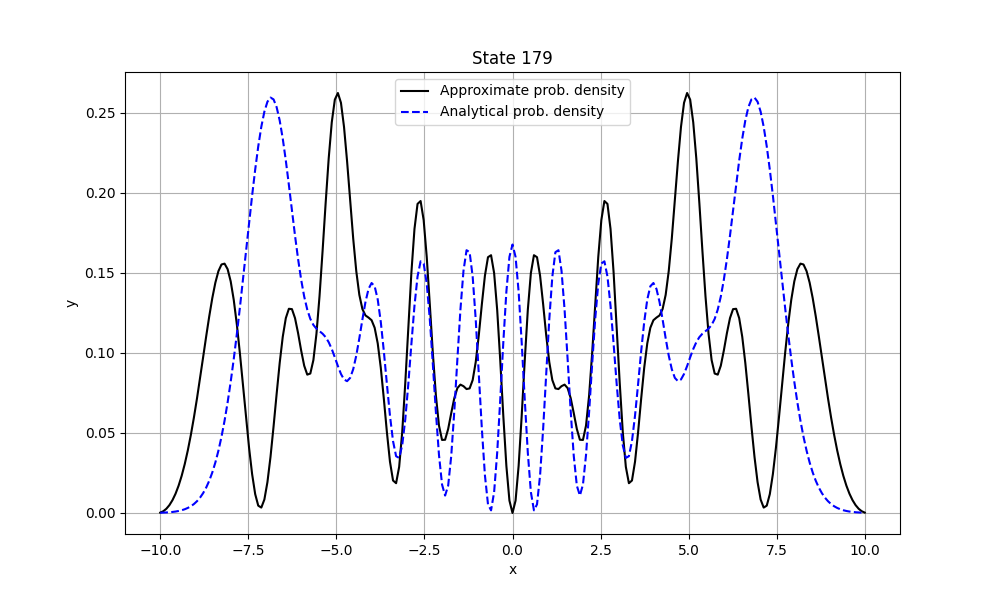 State 179
Approximate prob. density
Analytical prob. density
y
0.25
0.20
0.15
0.10
0.05
0.00
−10.0 −7.5 −5.0 −2.5 0.0 2.5 5.0 7.5 10.0
x